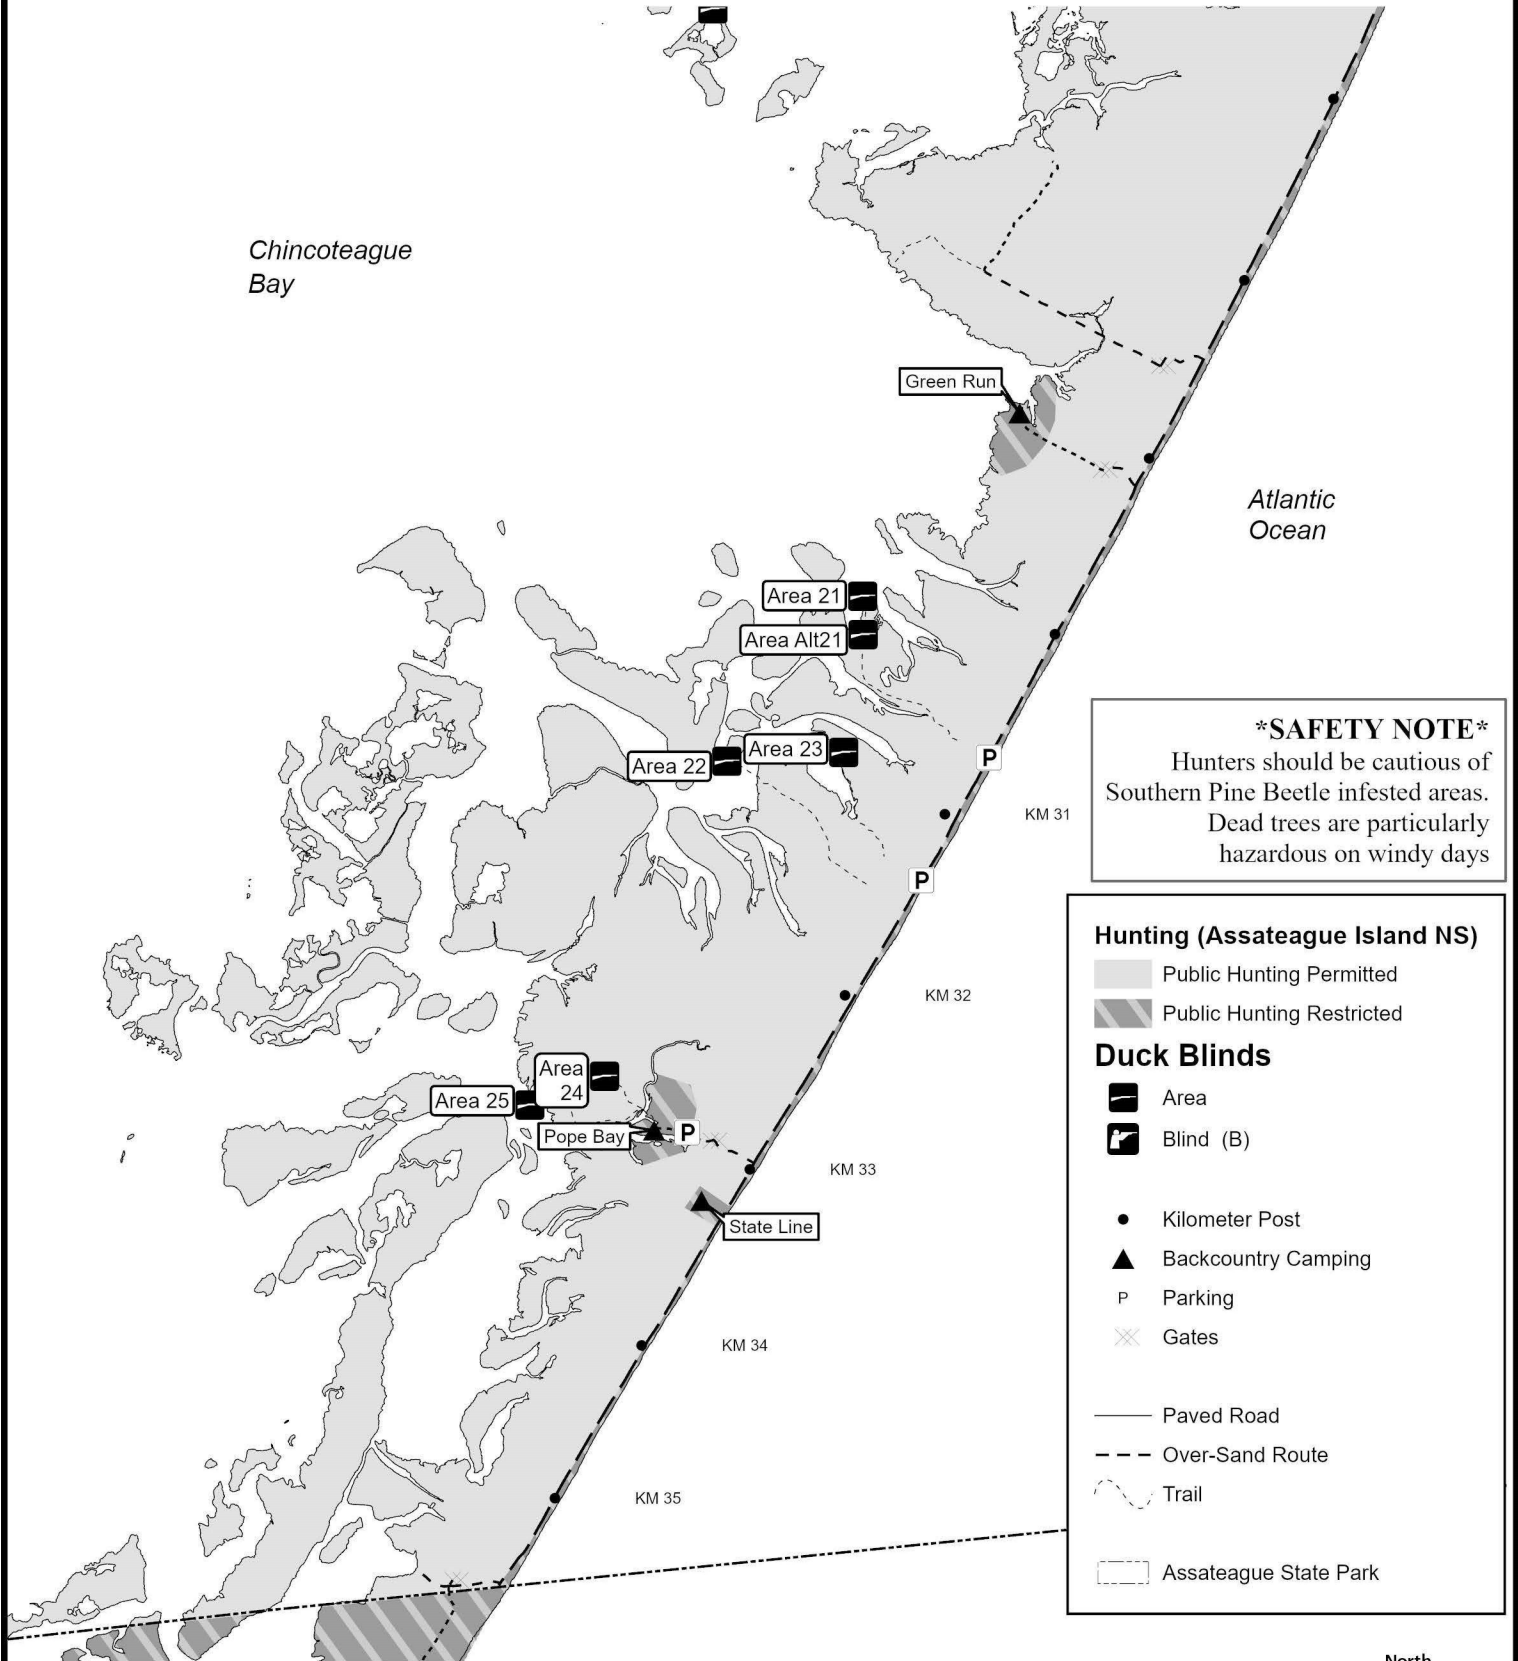 Chincoteague
Bay
Green Run
Atlantic
Ocean
Area 21
Area Alt21
Area 23
Area 22
P
*SAFETY NOTE*
Hunters should be cautious of
Southern Pine Beetle infested areas.
Dead trees are particularly
hazardous on windy days
KM 31
P
Hunting (Assateague Island NS)
Public Hunting Permitted
Public Hunting Restricted
Duck Blinds
Area
Blind (B)
Kilometer Post
Backcountry Camping
P Parking
Gates
Paved Road
Over-Sand Route
Trail
Assateague State Park
KM 32
Area
24
Area 25
Pope Bay
P
KM 33
State Line
KM 34
KM 35
North